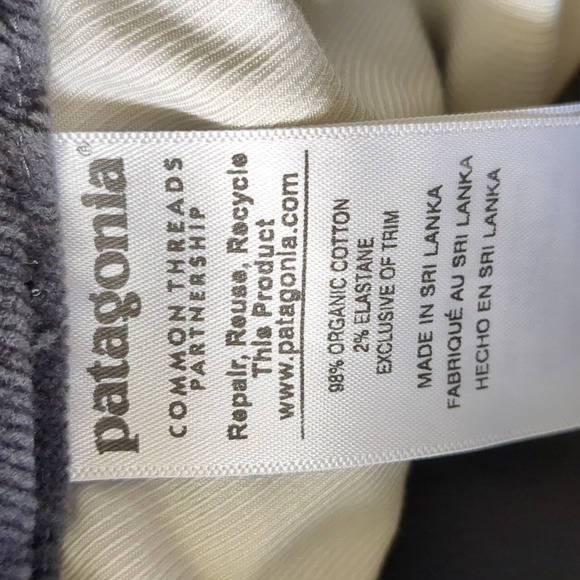 patagonia®
COMMON THREADS
PARTNERSHIP
Repair, Reuse, Recycle
This Product
www.patagonia.com
98% ORGANIC COTTON
2% ELASTANE
EXCLUSIVE OF TRIM
MADE IN SRI LANKA
FABRIQUÉ AU SRI LANKA
HECHO EN SRI LANKA